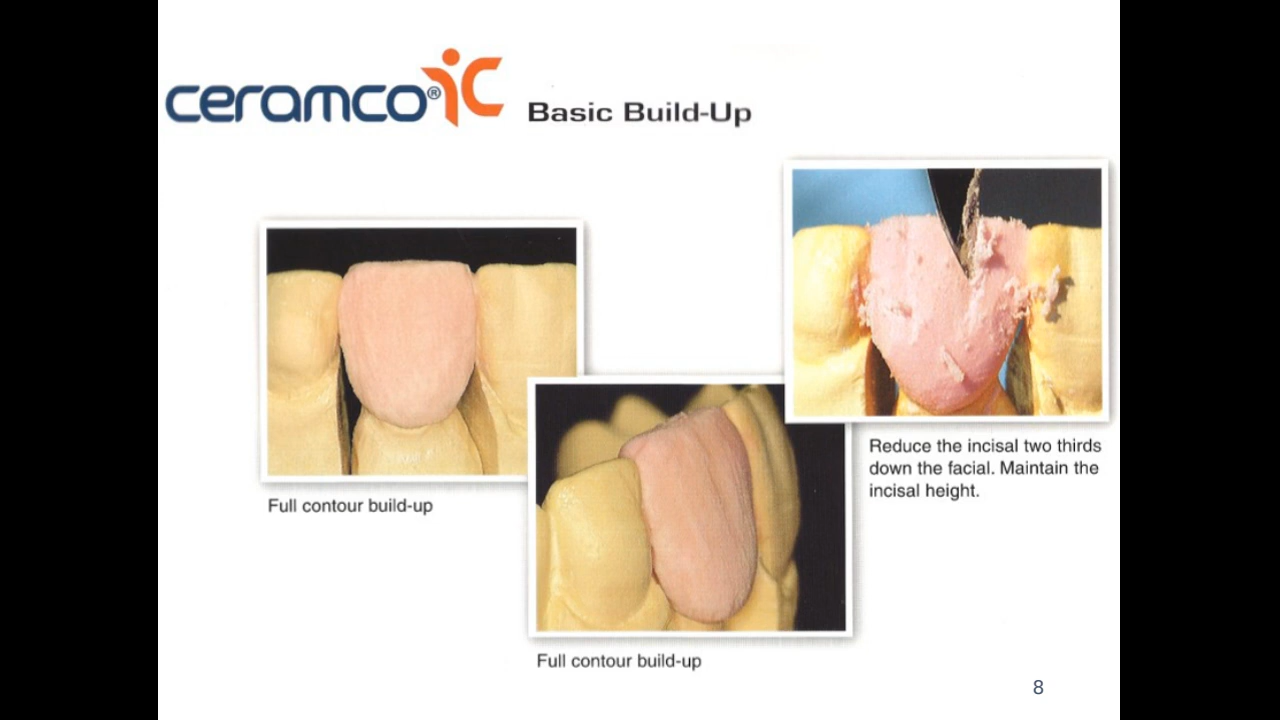 ceramco® iC Basic Build-Up
Full contour build-up
Full contour build-up
Reduce the incisal two thirds
down the facial. Maintain the
incisal height.
8